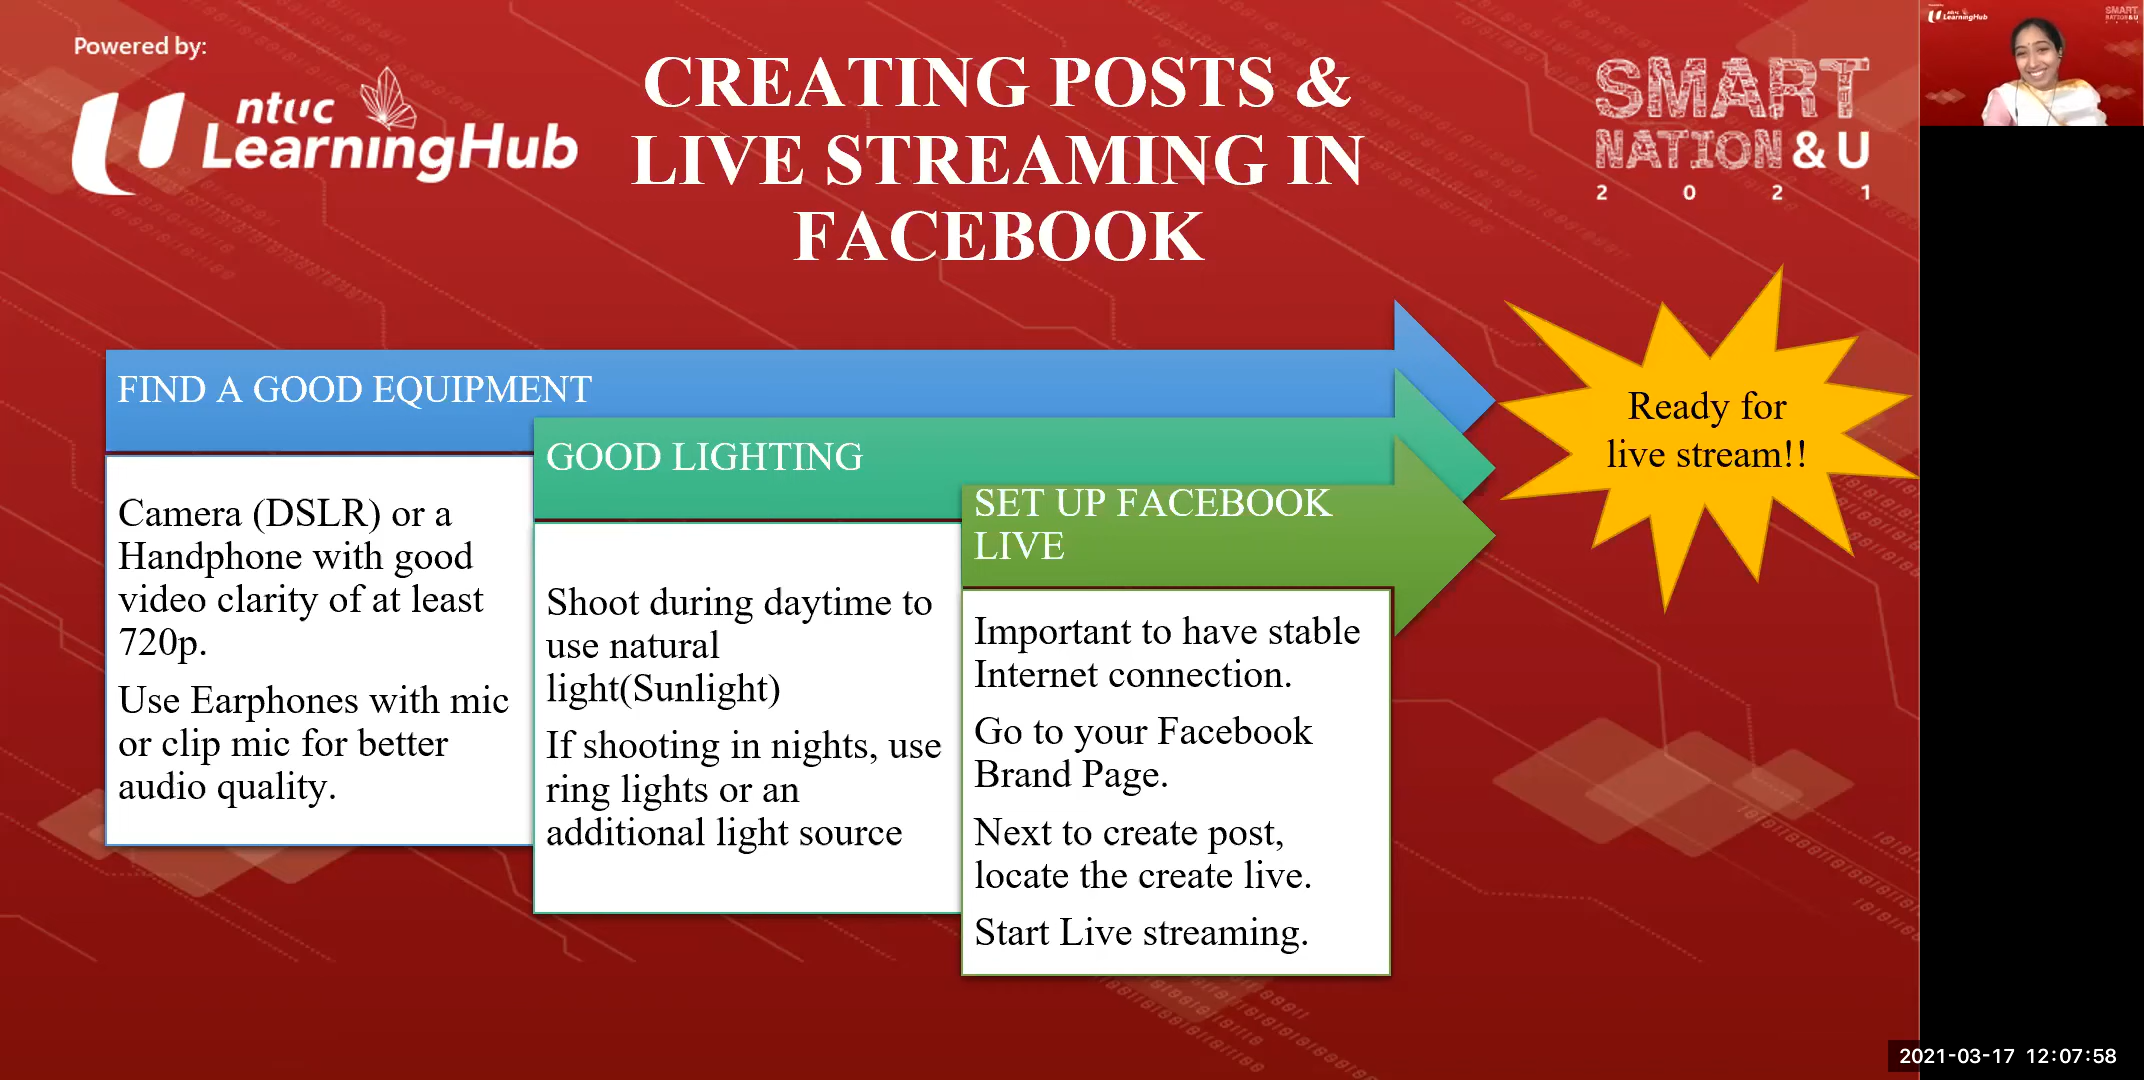 Powered by:
ntuc
LearningHub
CREATING POSTS &
LIVE STREAMING IN
FACEBOOK
SMART
NATION & U
2 0 2 1
FIND A GOOD EQUIPMENT
Camera (DSLR) or a
Handphone with good
video clarity of at least
720p.
Use Earphones with mic
or clip mic for better
audio quality.
GOOD LIGHTING
Shoot during daytime to
use natural
light(Sunlight)
If shooting in nights, use
ring lights or an
additional light source
SET UP FACEBOOK
LIVE
Important to have stable
Internet connection.
Go to your Facebook
Brand Page.
Next to create post,
locate the create live.
Start Live streaming.
Ready for
live stream!!
LearningHub
SMART
NATION & U
2021-03-17 12:07:58